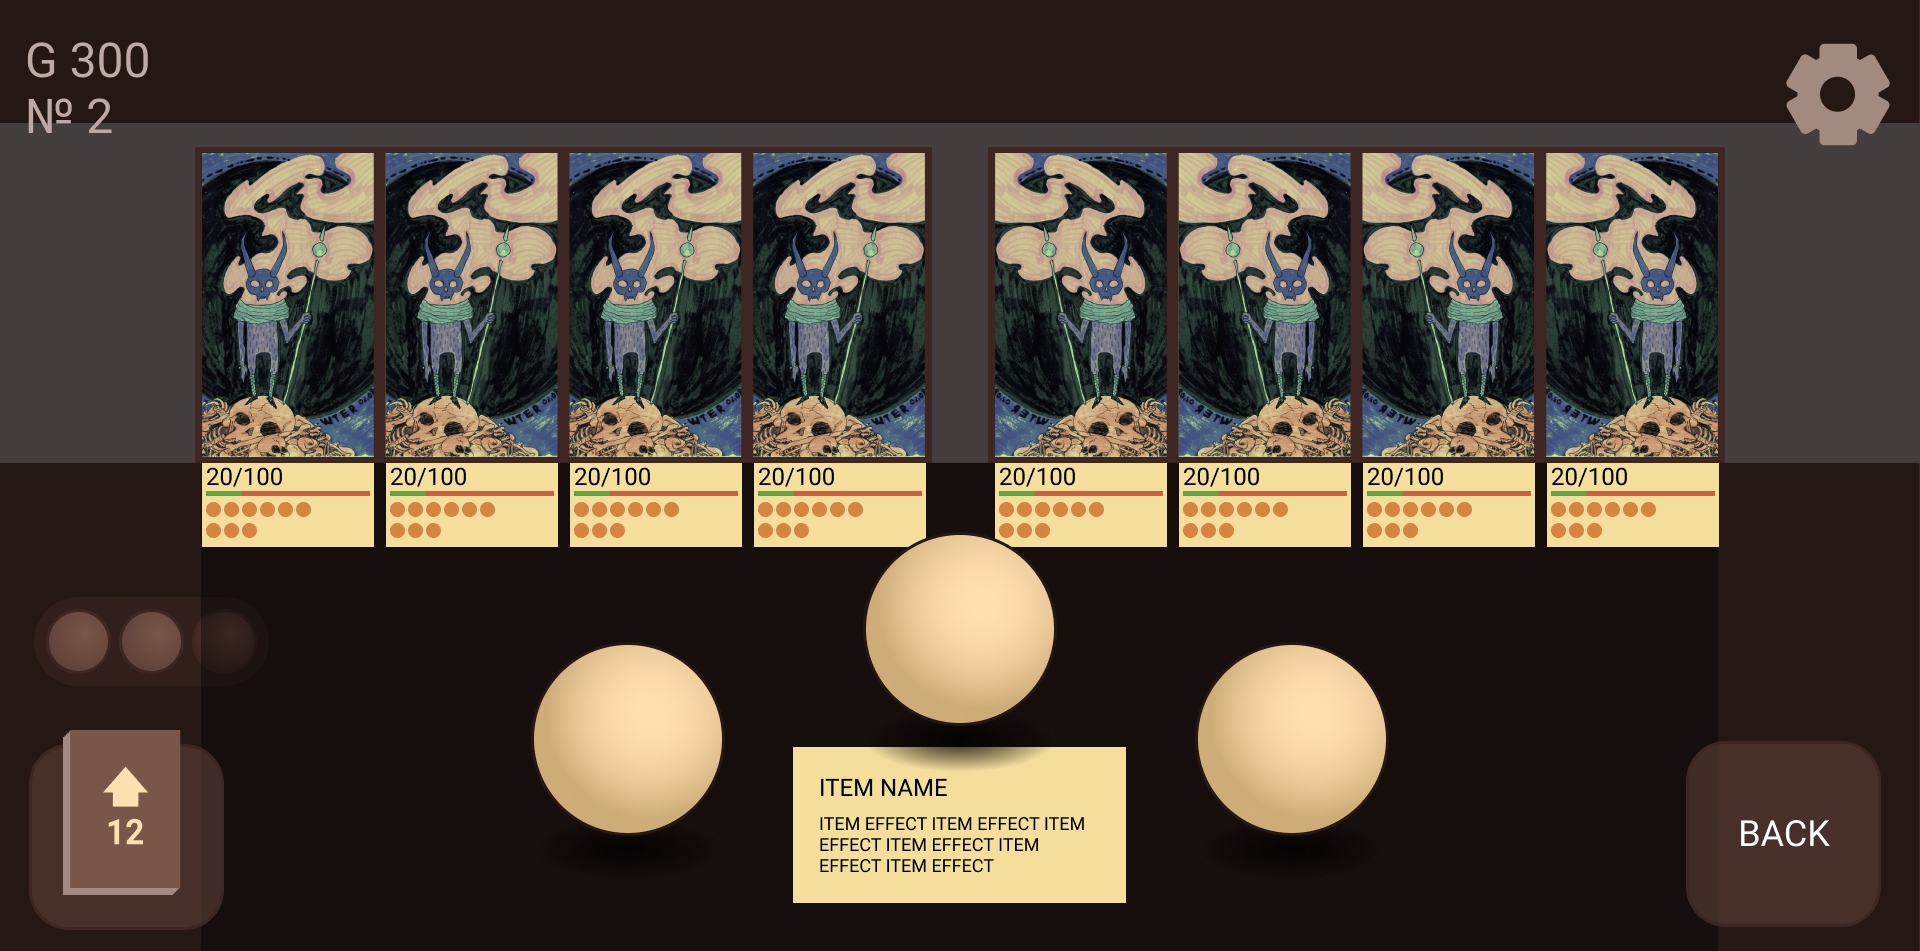 G 300
№ 2
20/100
20/100
20/100
20/100
20/100
20/100
20/100
20/100
12
ITEM NAME
ITEM EFFECT ITEM EFFECT ITEM
EFFECT ITEM EFFECT ITEM
EFFECT ITEM EFFECT
BACK